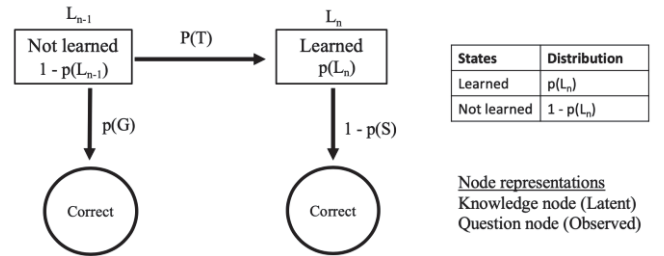 Lₙ₋₁
Lₙ
Not learned
1 - p(Lₙ₋₁)
P(T)
Learned
p(Lₙ)
p(G)
1 - p(S)
Correct
Correct
States Distribution
Learned p(Lₙ)
Not learned 1 - p(Lₙ)
Node representations
Knowledge node (Latent)
Question node (Observed)